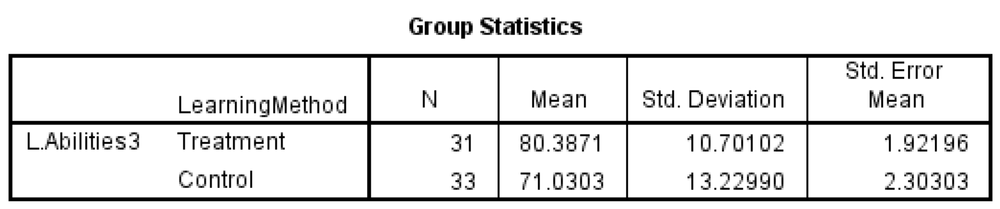 Group Statistics
LearningMethod N Mean Std. Deviation Std. Error Mean
L.Abilities3 Treatment 31 80.3871 10.70102 1.92196
Control 33 71.0303 13.22990 2.30303